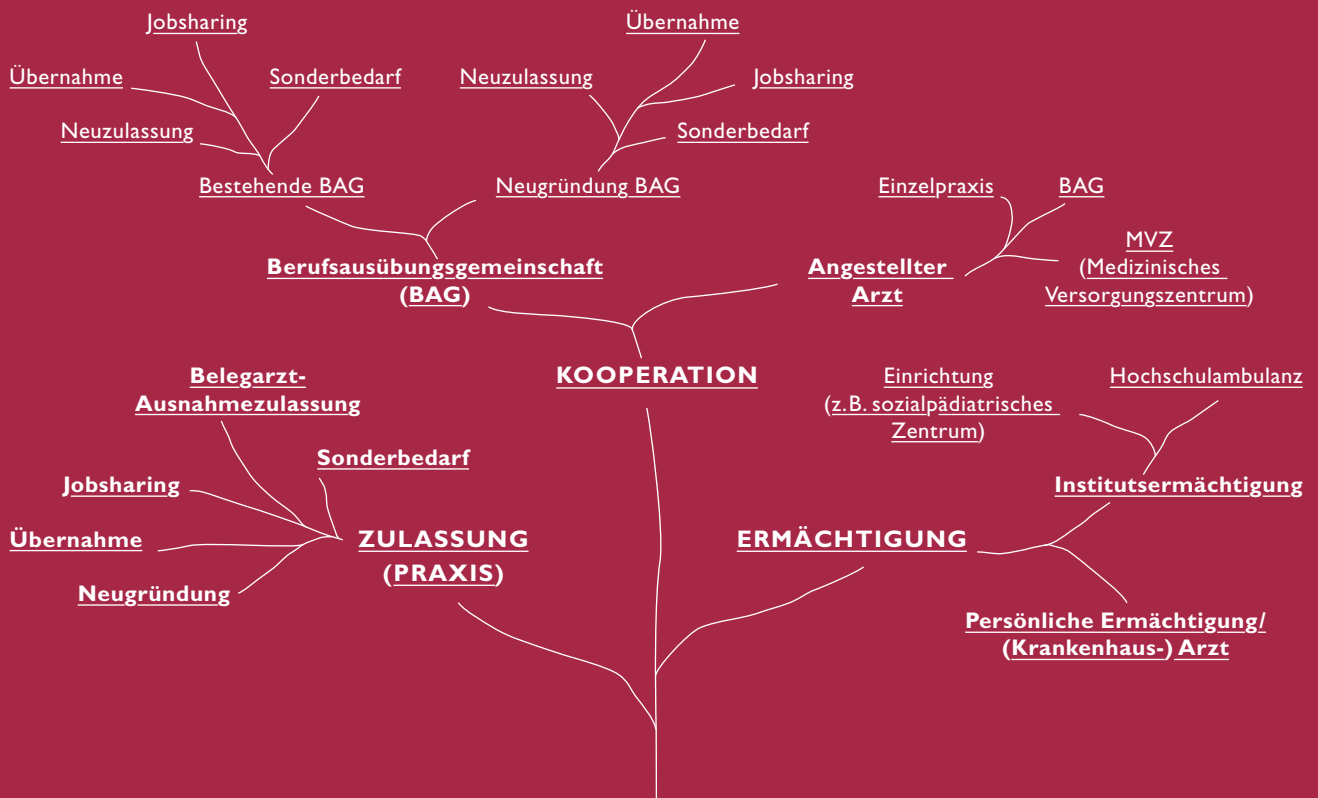 Jobsharing
Übernahme
Übernahme
Sonderbedarf
Neuzulassung
Jobsharing
Neuzulassung
Sonderbedarf
Bestehende BAG
Neugründung BAG
Einzelpraxis
BAG
MVZ
(Medizinisches
Versorgungszentrum)
Berufsausübungsgemeinschaft
(BAG)
Angestellter
Arzt
KOOPERATION
Belegarzt-
Ausnahmezulassung
Einrichtung
(z.B. sozialpädiatrisches
Zentrum)
Hochschulambulanz
Sonderbedarf
Jobsharing
Institutsermächtigung
Übernahme
ZULASSUNG
(PRAXIS)
ERMÄCHTIGUNG
Neugründung
Persönliche Ermächtigung/
(Krankenhaus-) Arzt